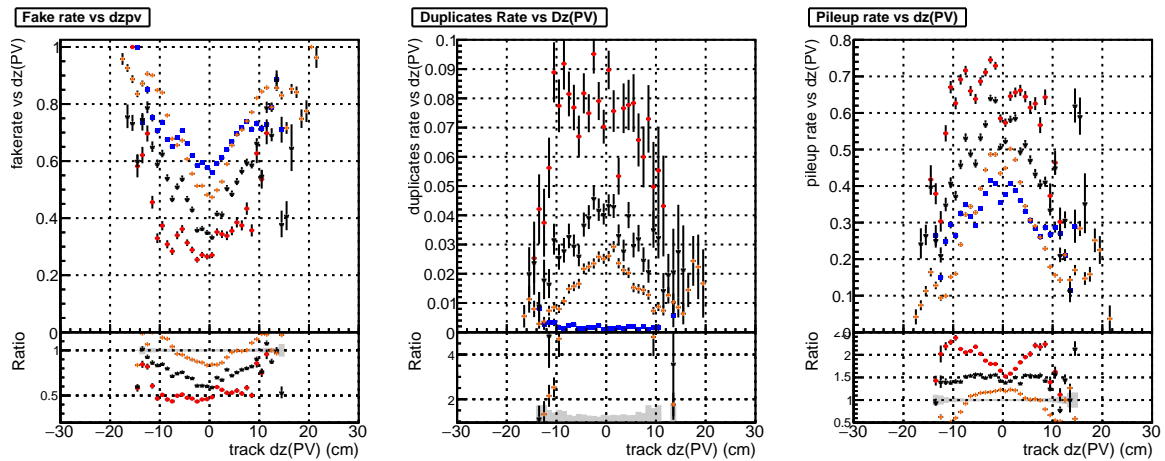 Fake rate vs dzpv
fakerate vs dz(PV)
1
0.8
0.6
0.4
0.2
0
Ratio
1
0.5
−30 −20 −10 0 10 20 30
track dz(PV) (cm)
Duplicates Rate vs Dz(PV)
duplicates rate vs dz(PV)
0.1
0.09
0.08
0.07
0.06
0.05
0.04
0.03
0.02
0.01
0
Ratio
4
2
−30 −20 −10 0 10 20 30
track dz(PV) (cm)
Pileup rate vs dz(PV)
pileup rate vs dz(PV)
0.8
0.7
0.6
0.5
0.4
0.3
0.2
0.1
0
Ratio
2
1.5
1
0.5
−30 −20 −10 0 10 20 30
track dz(PV) (cm)